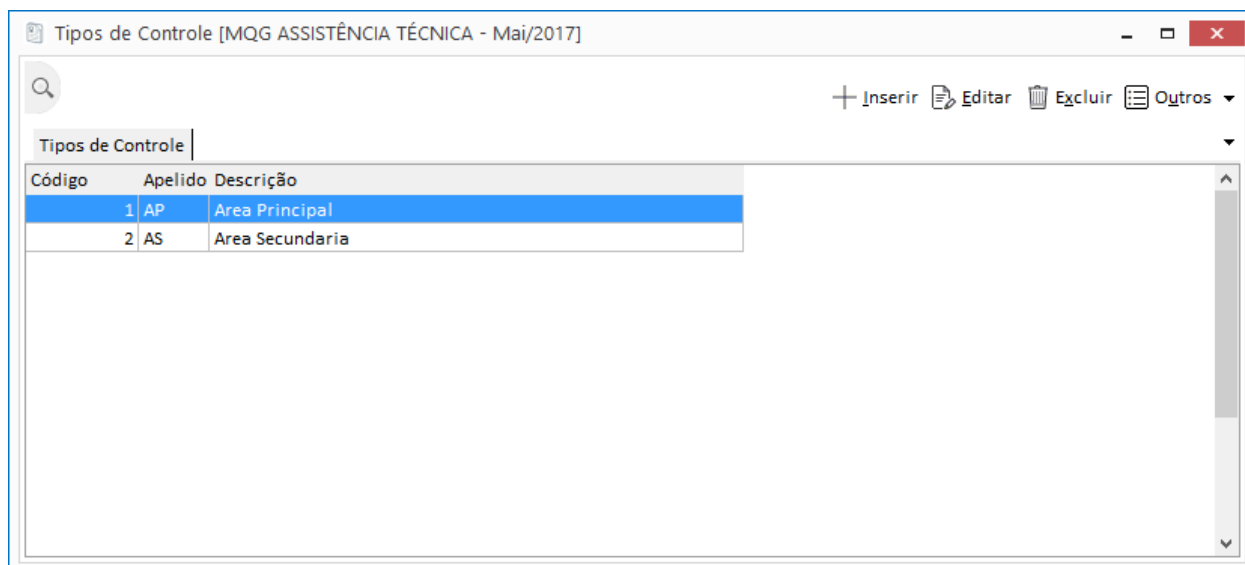 Tipos de Controle [MQG ASSISTÊNCIA TÉCNICA - Mai/2017]
Inserir Editar Excluir Outros
Tipos de Controle
Código Apelido Descrição
1 AP Area Principal
2 AS Area Secundaria